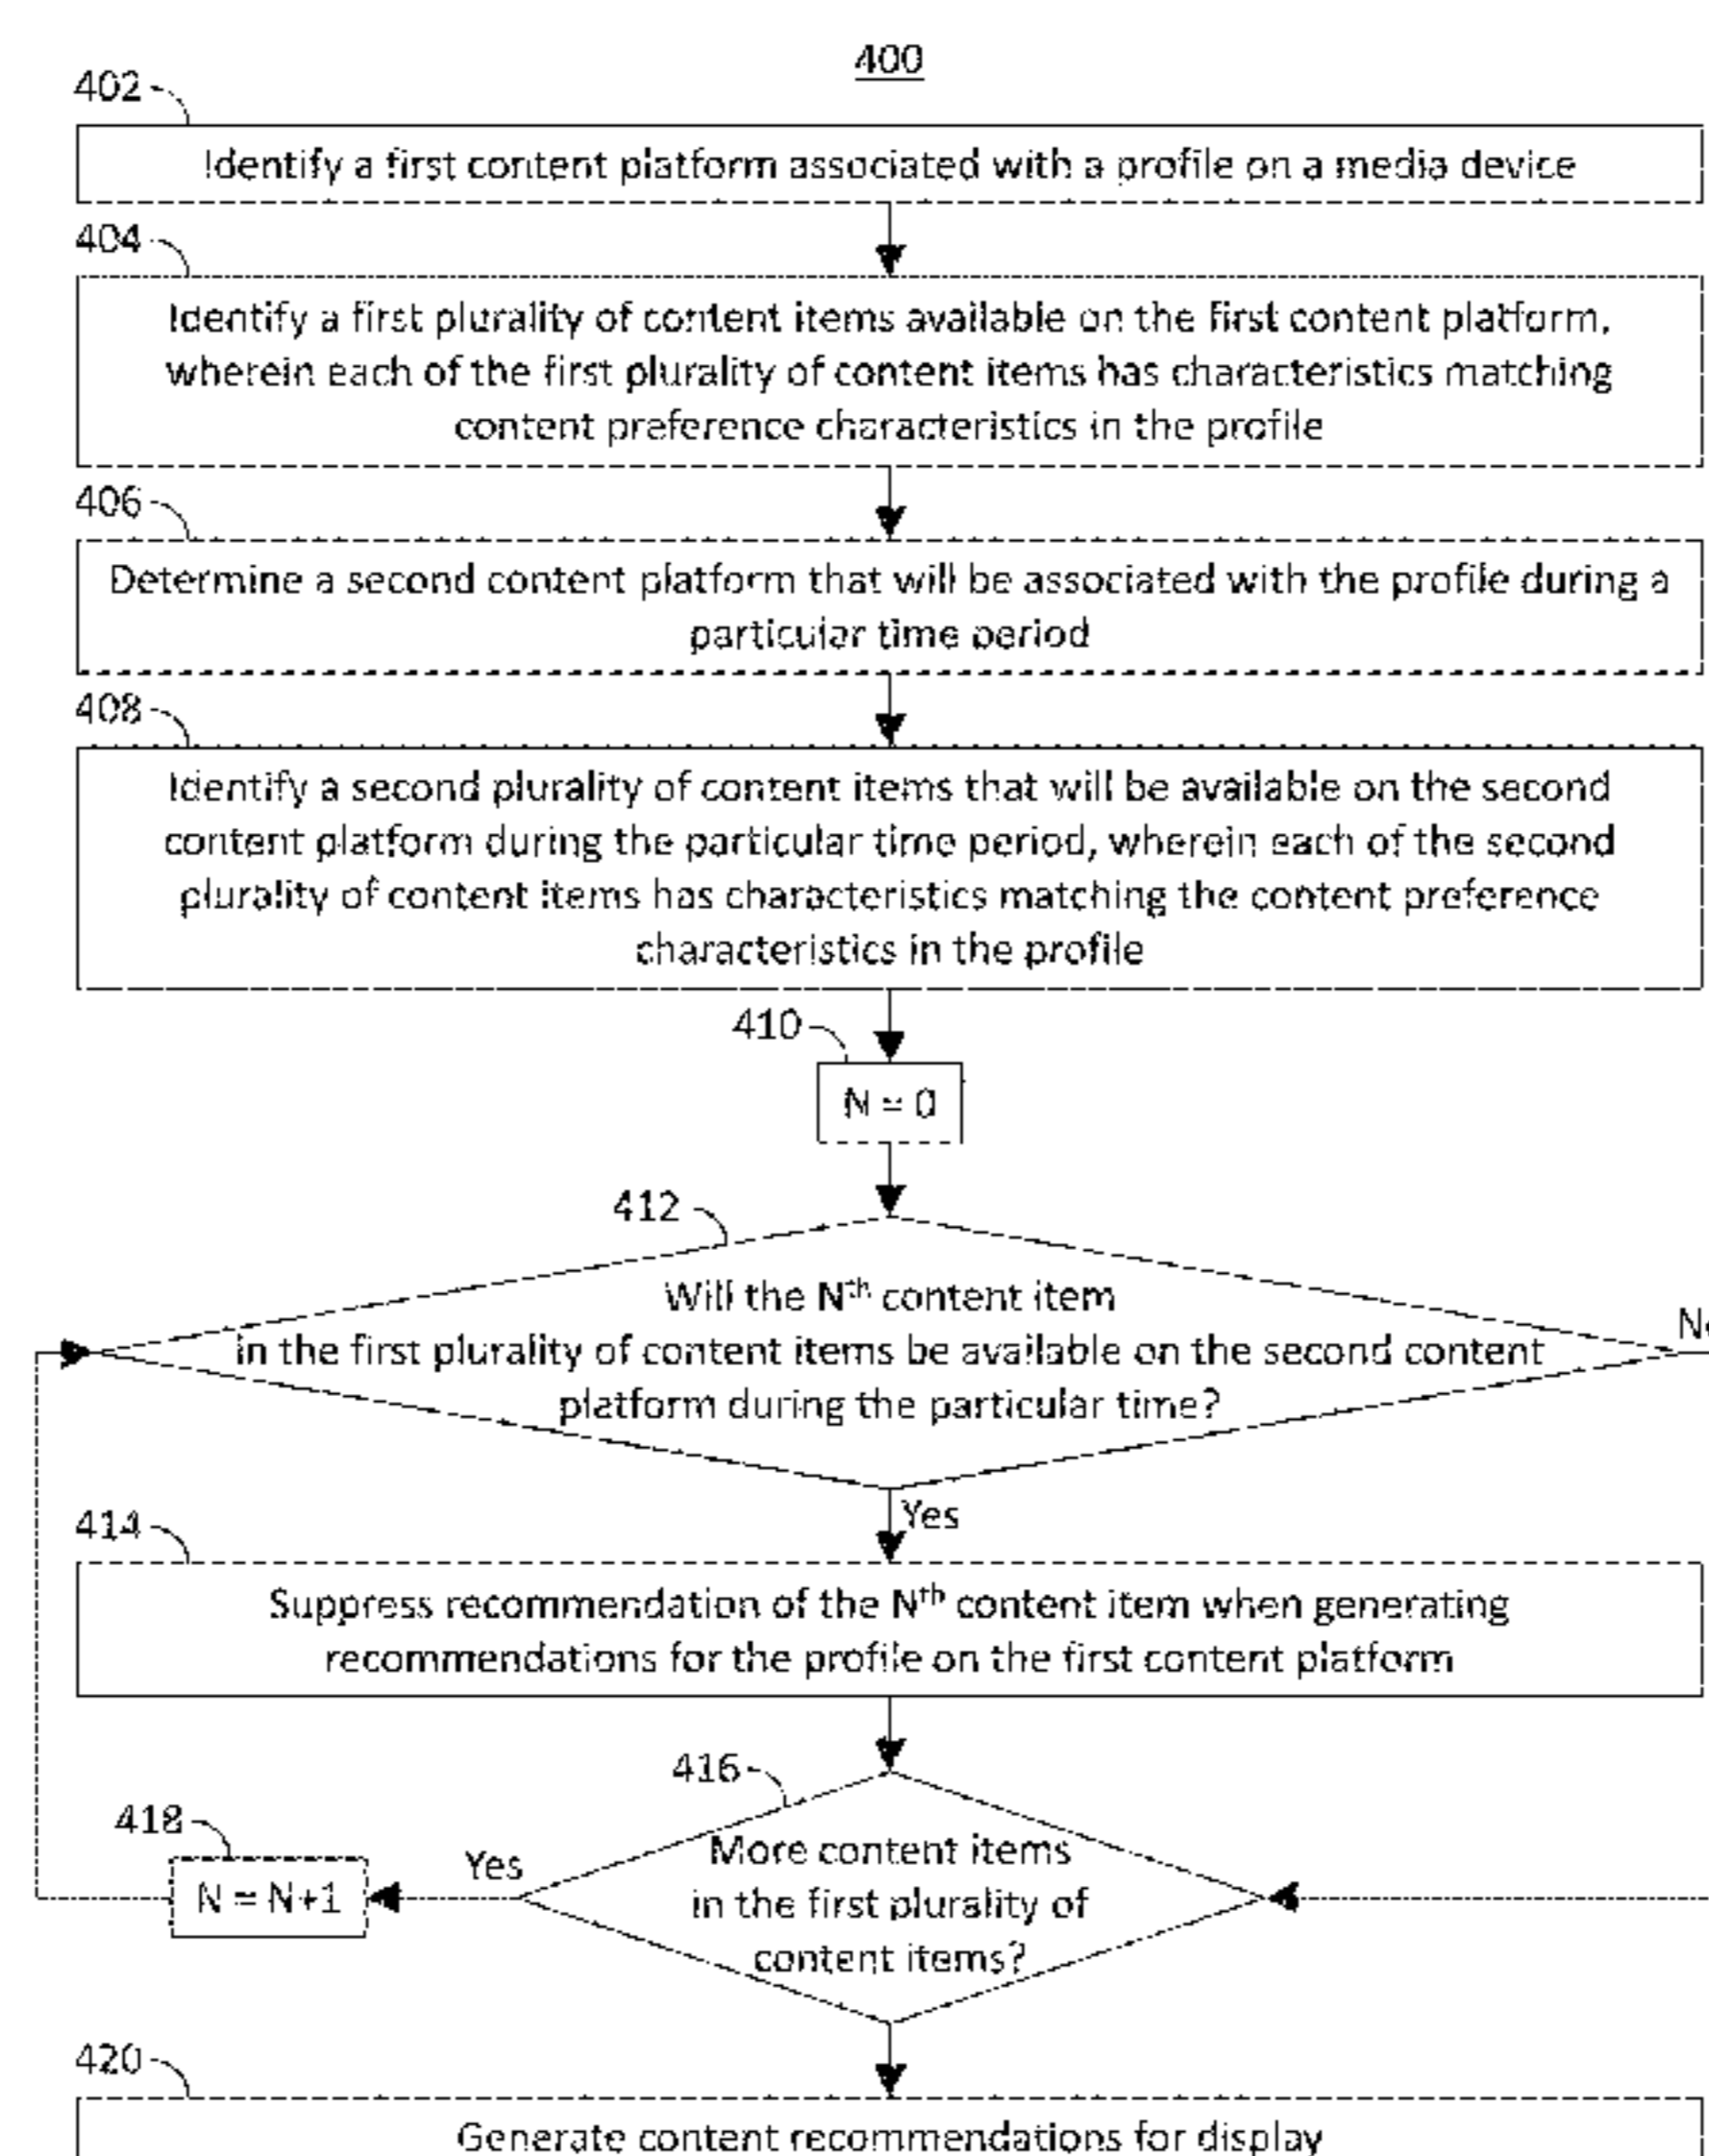 400
402
Identify a first content platform associated with a profile on a media device
404
Identify a first plurality of content items available on the first content platform,
wherein each of the first plurality of content items has characteristics matching
content preference characteristics in the profile
406
Determine a second content platform that will be associated with the profile during a
particular time period
408
Identify a second plurality of content items that will be available on the second
content platform during the particular time period, wherein each of the second
plurality of content items has characteristics matching the content preference
characteristics in the profile
410
N = 0
412
Will the Nth content item
in the first plurality of content items be available on the second content
platform during the particular time?
Yes
414
Suppress recommendation of the Nth content item when generating
recommendations for the profile on the first content platform
416
More content items
in the first plurality of
content items?
Yes
418
N = N+1
420
Generate content recommendations for display